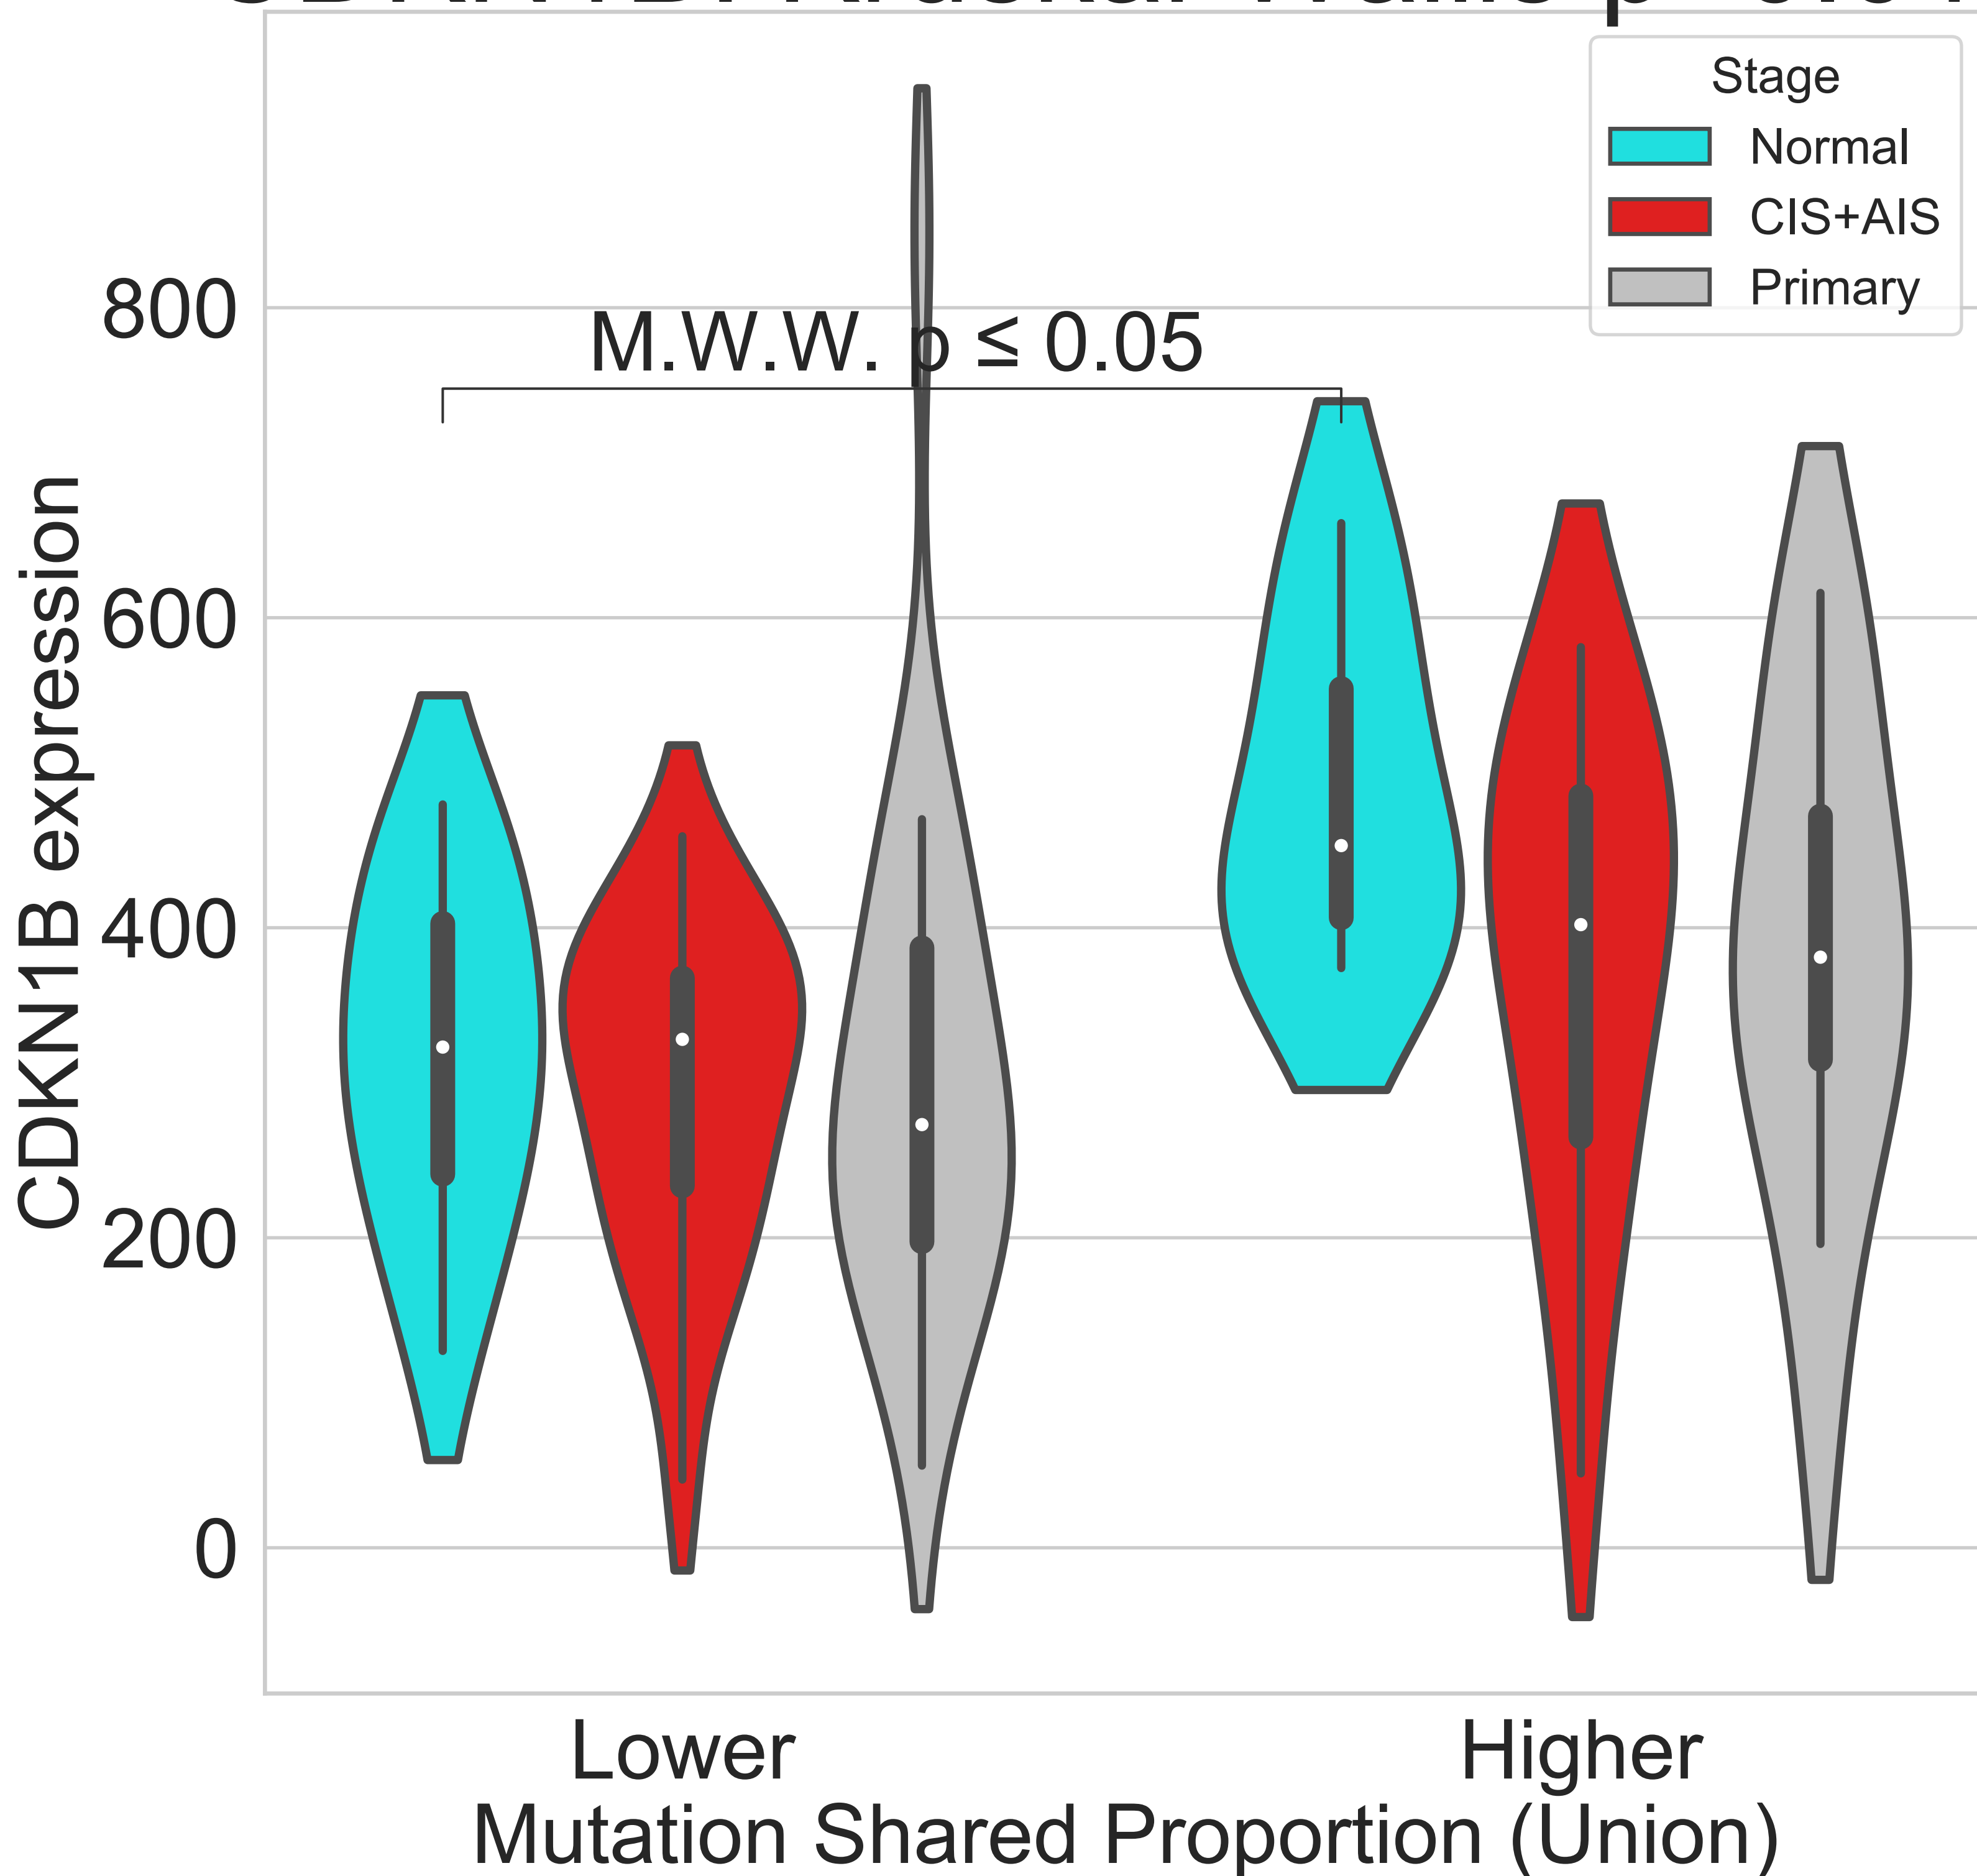 Stage
Normal
CIS+AIS
Primary
M.W.W. p ≤ 0.05
800
600
400
200
0
CDKN1B expression
Lower
Higher
Mutation Shared Proportion (Union)